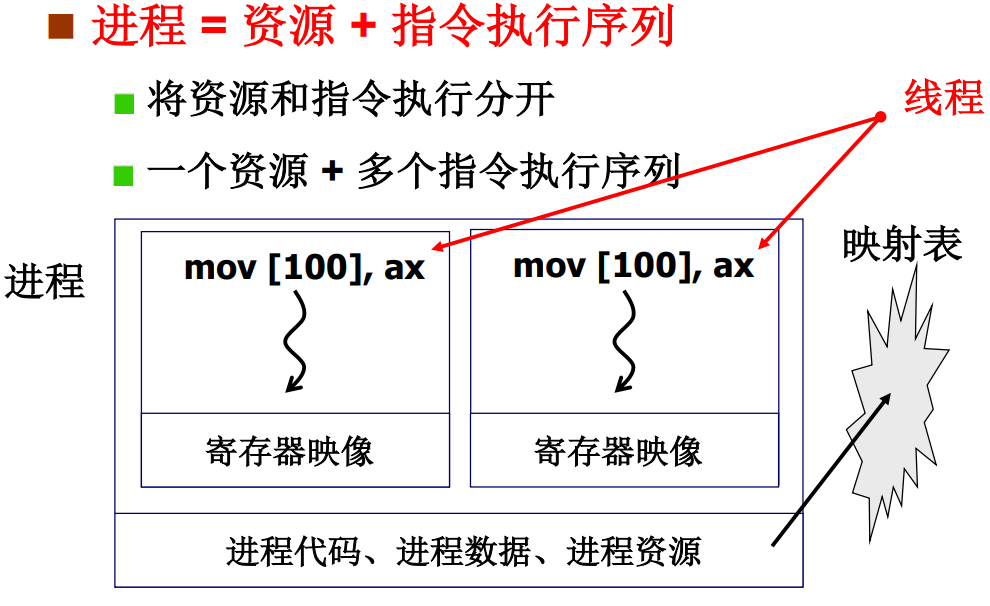 进程 = 资源 + 指令执行序列
将资源和指令执行分开
线程
一个资源 + 多个指令执行序列
映射表
进程
mov [100], ax
mov [100], ax
寄存器映像
寄存器映像
进程代码、进程数据、进程资源